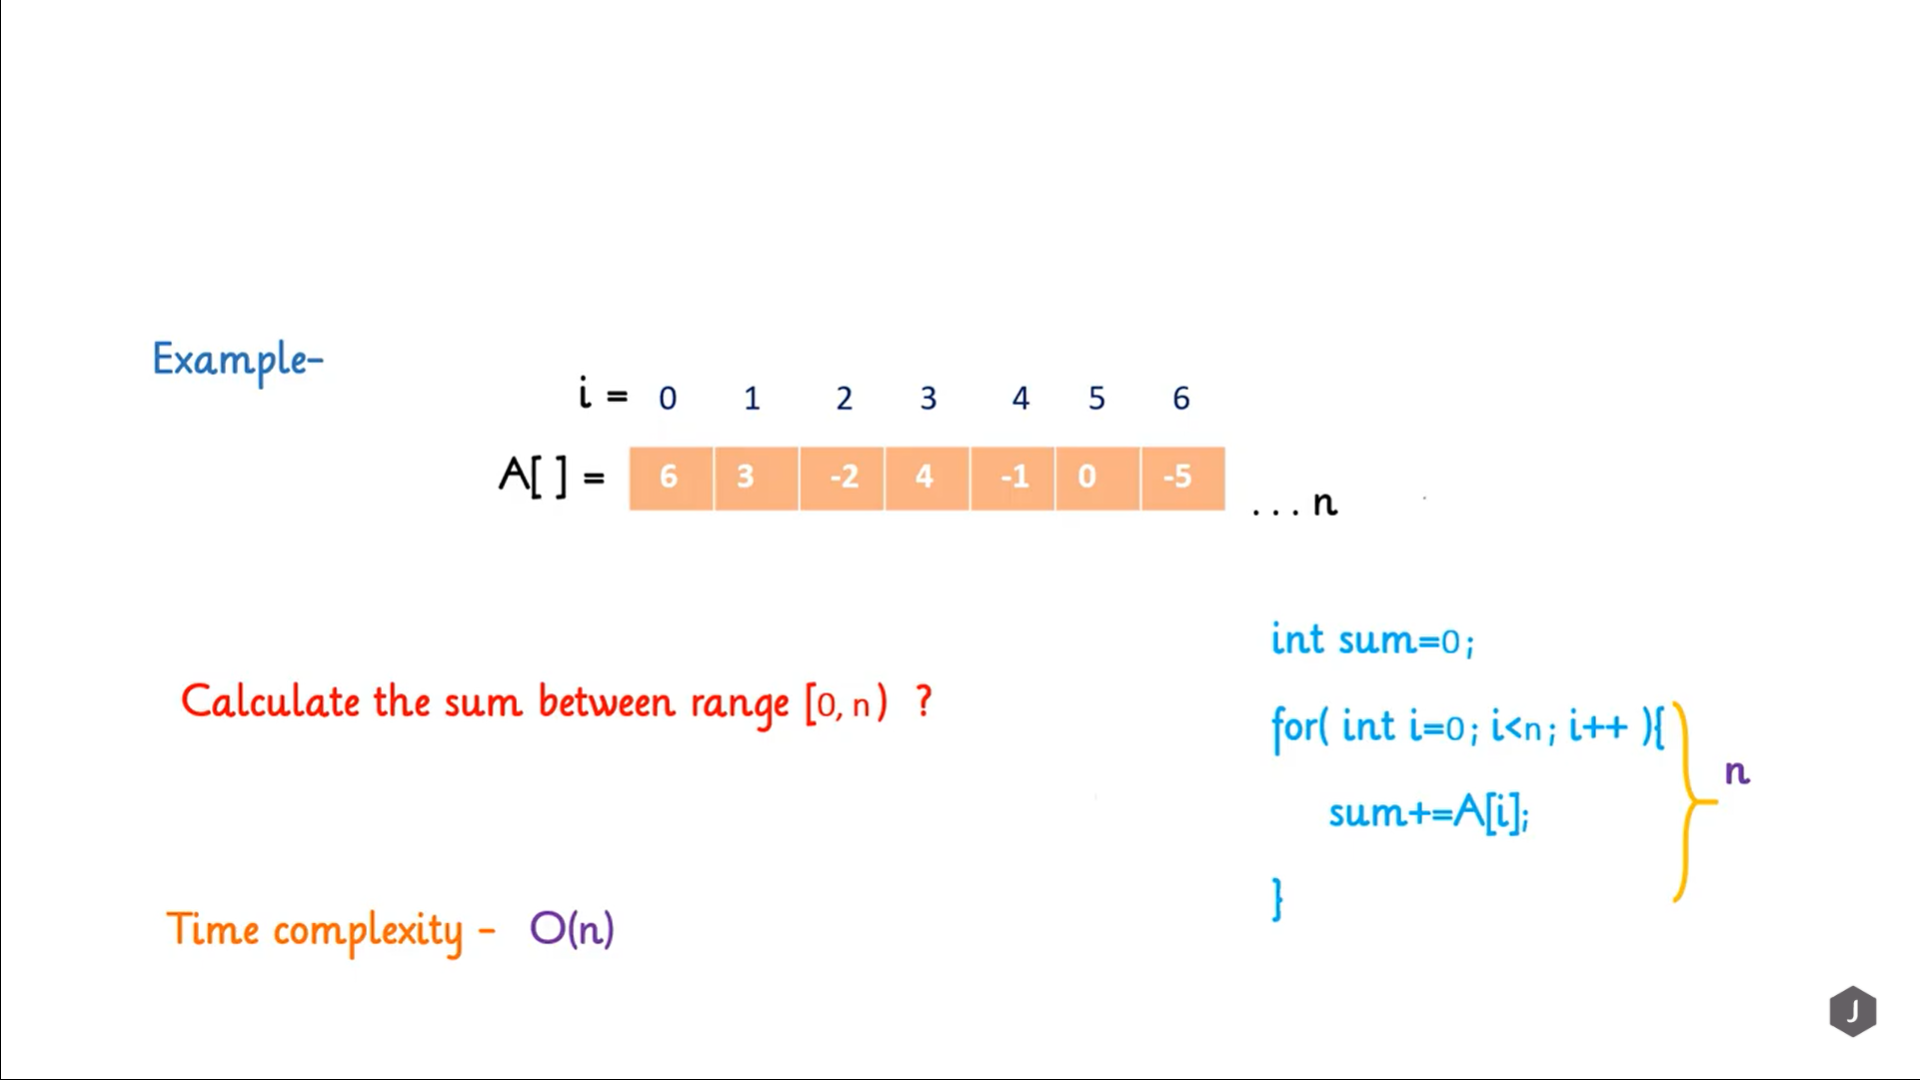 Example-
i = 0 1 2 3 4 5 6
A[ ] = 6 3 -2 4 -1 0 -5 ...n
int sum=0;
Calculate the sum between range [0, n) ?
for( int i=0; i<n; i++ ){
n
sum+=A[i];
}
Time complexity - O(n)
J